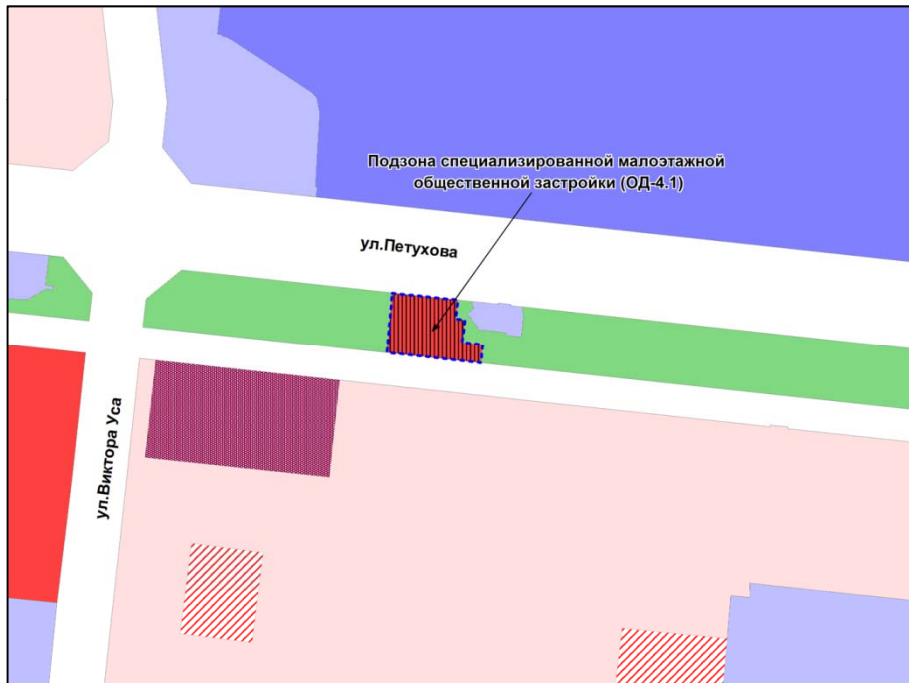 Подзона специализированной малоэтажной
общественной застройки (ОД-4.1)
ул.Петухова
ул.Виктора Уса